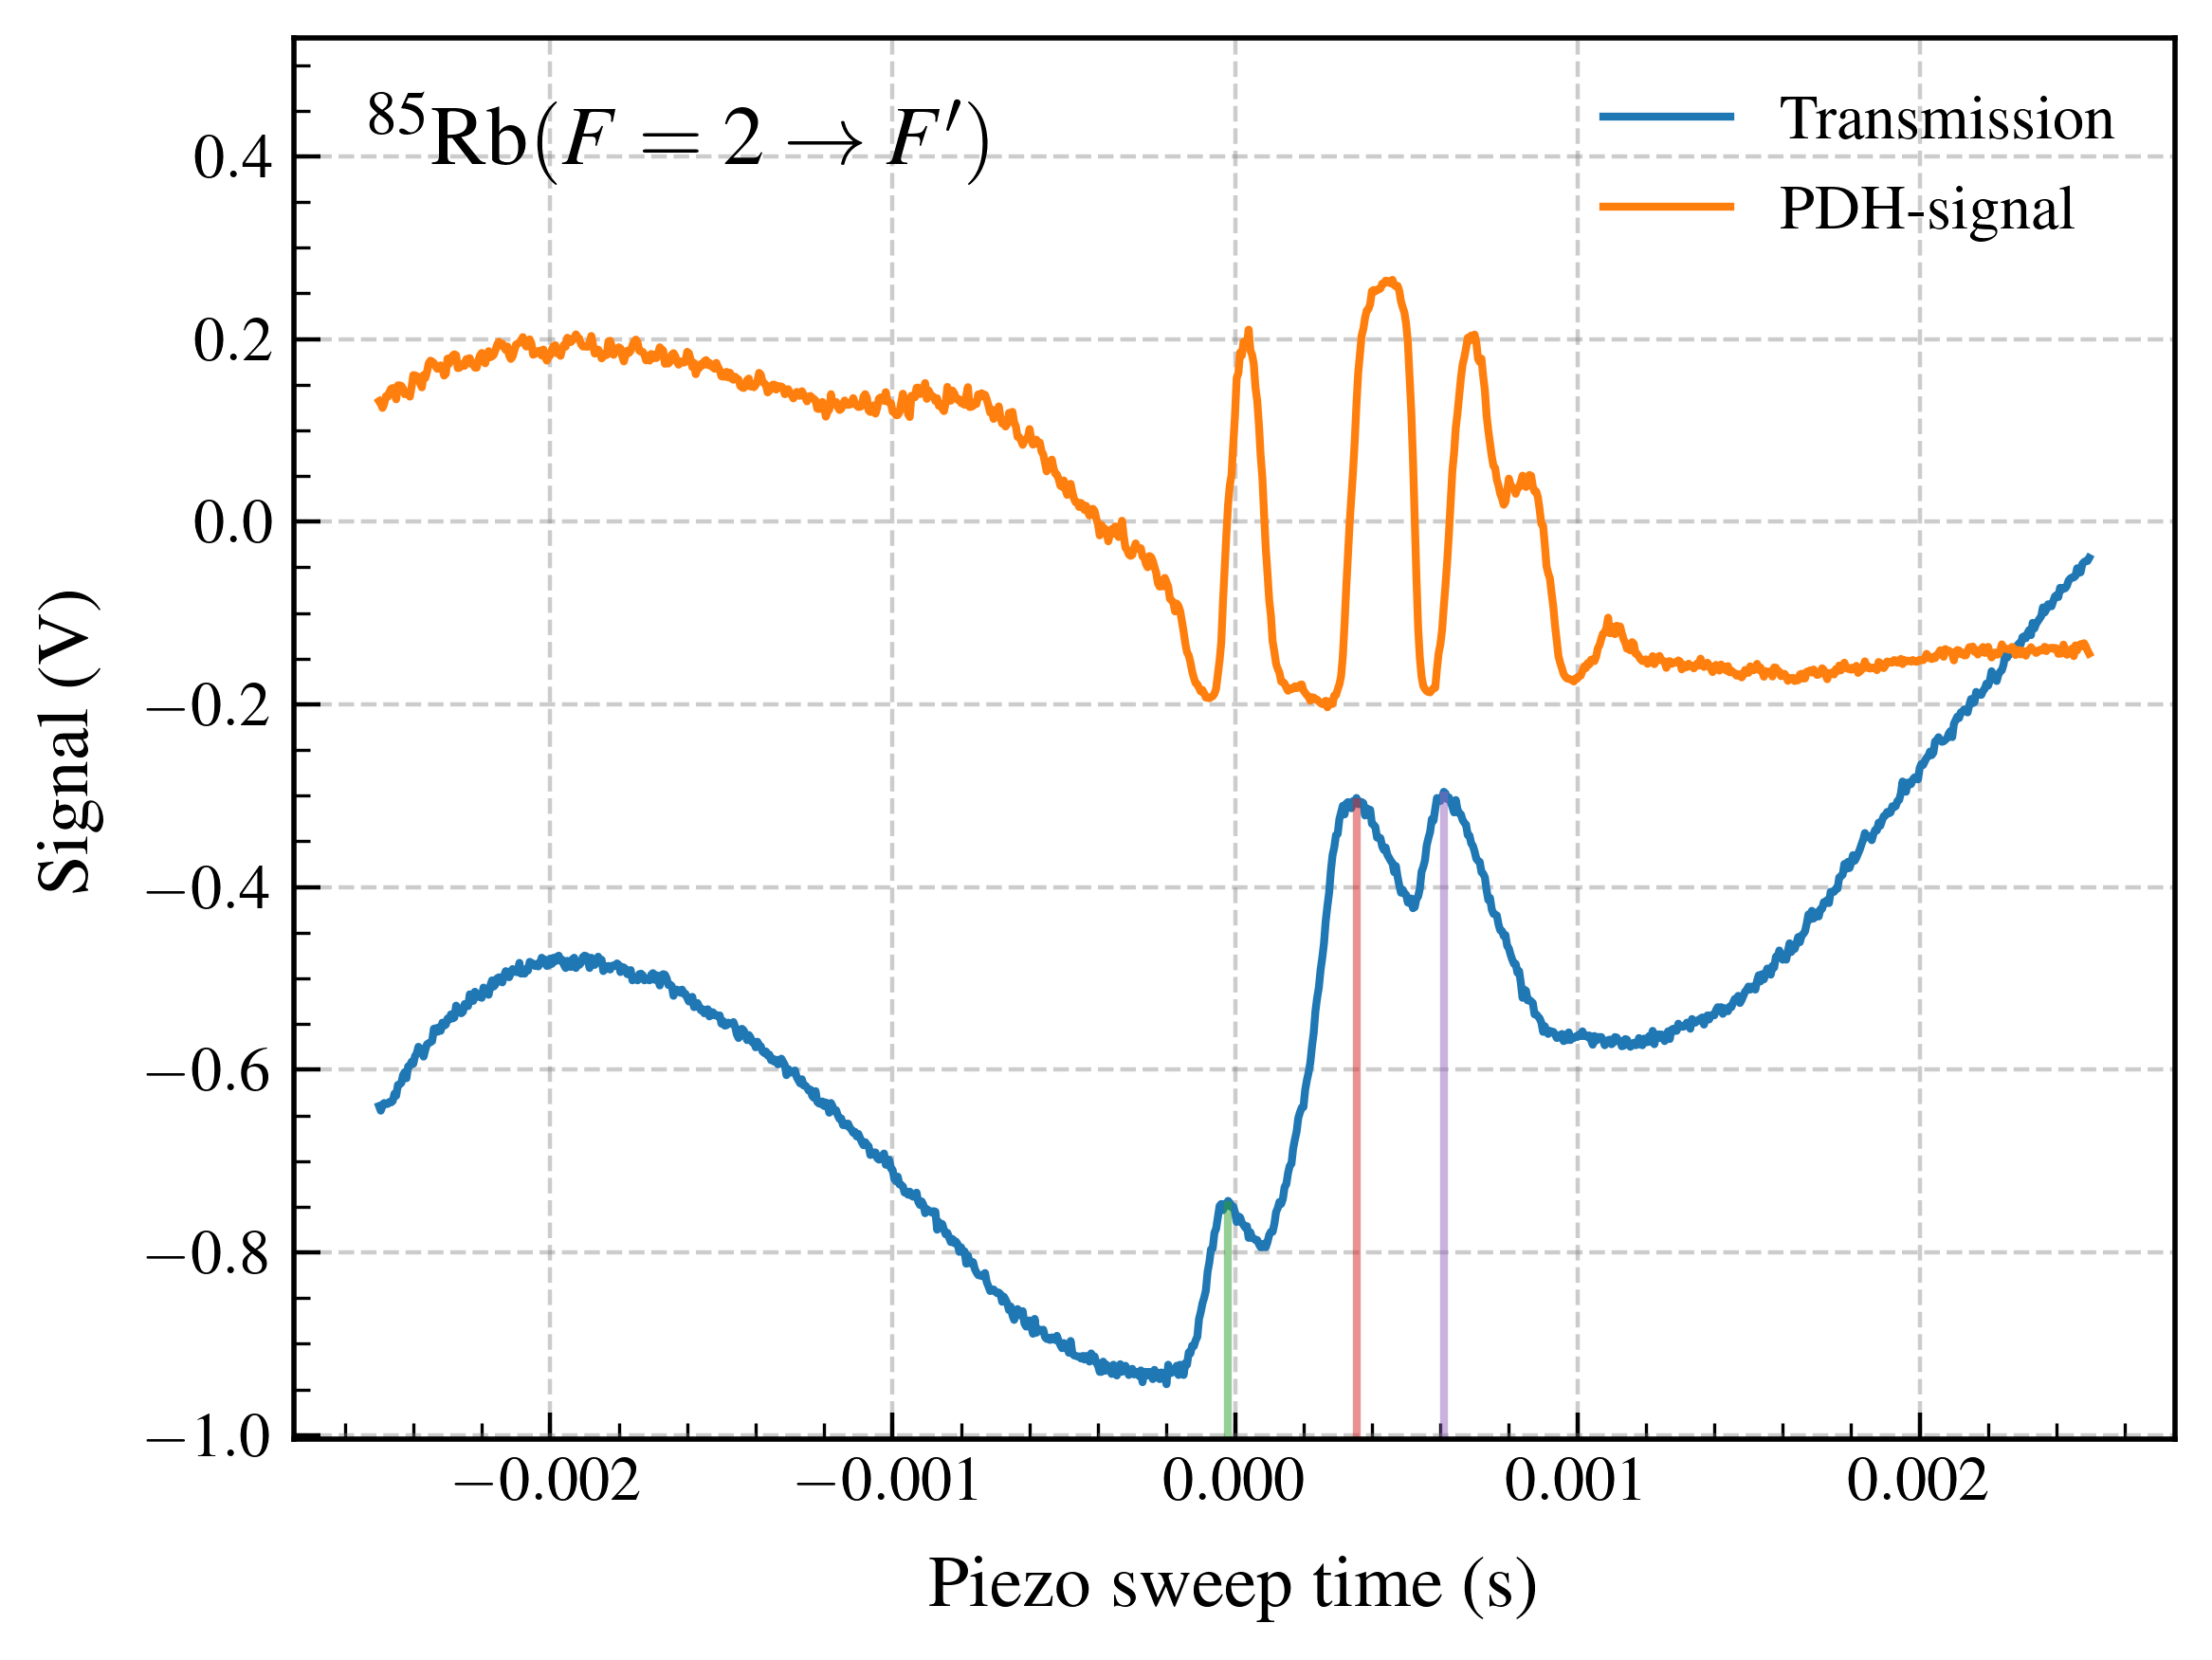 ⁸⁵Rb(F = 2 → F′)
Transmission
PDH-signal
Signal (V)
0.4
0.2
0.0
−0.2
−0.4
−0.6
−0.8
−1.0
−0.002 −0.001 0.000 0.001 0.002
Piezo sweep time (s)